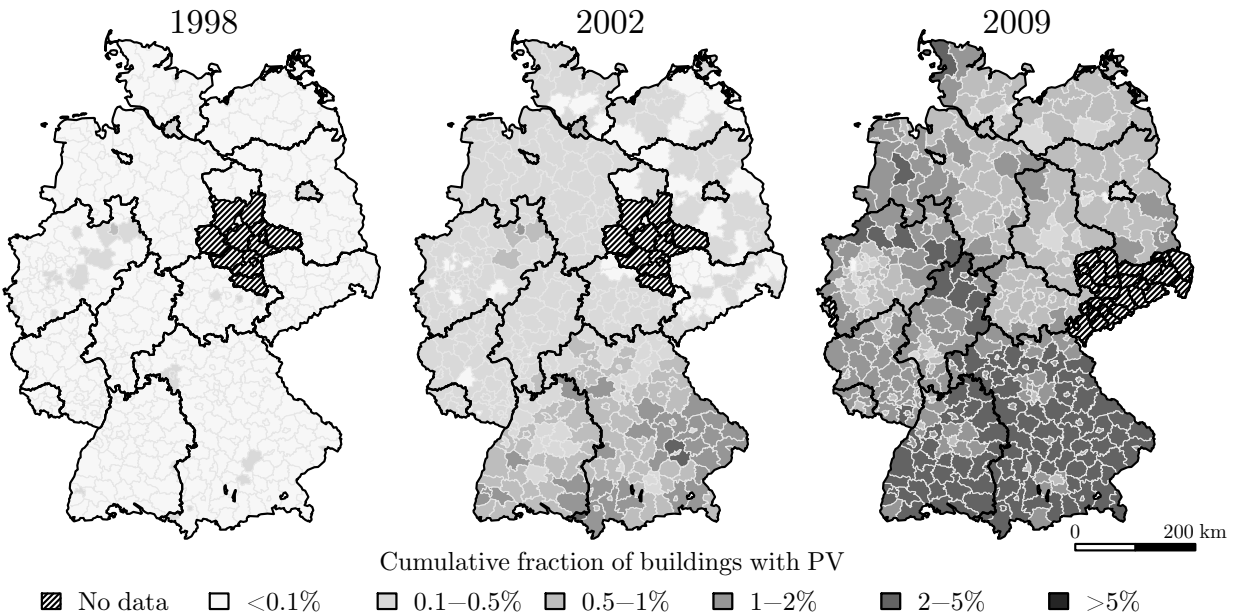 1998 2002 2009
0 200 km
Cumulative fraction of buildings with PV
No data <0.1% 0.1–0.5% 0.5–1% 1–2% 2–5% >5%